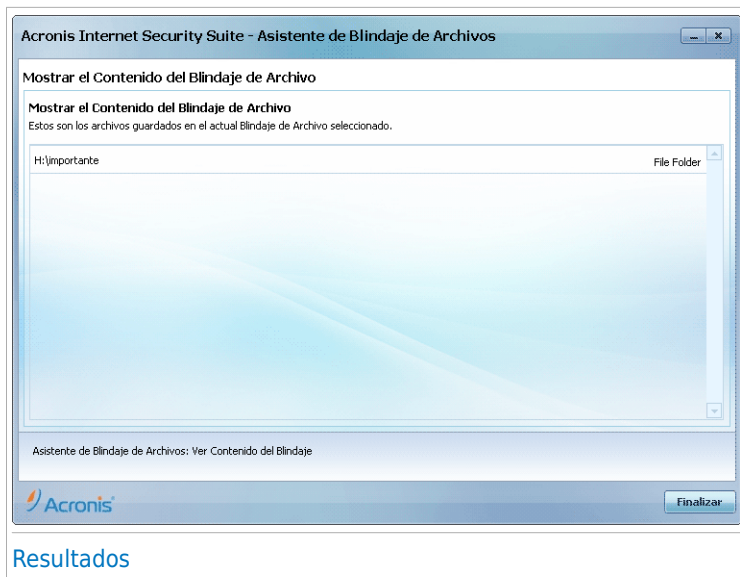 Acronis Internet Security Suite - Asistente de Blindaje de Archivos
Mostrar el Contenido del Blindaje de Archivo
Mostrar el Contenido del Blindaje de Archivo
Estos son los archivos guardados en el actual Blindaje de Archivo seleccionado.
H:\importante File Folder
Asistente de Blindaje de Archivos: Ver Contenido del Blindaje
Acronis
Finalizar
Resultados